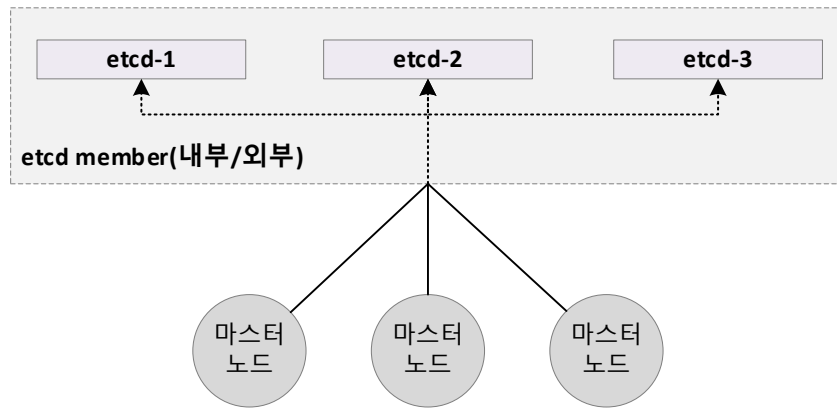 etcd-1
etcd-2
etcd-3
etcd member(내부/외부)
마스터
노드
마스터
노드
마스터
노드